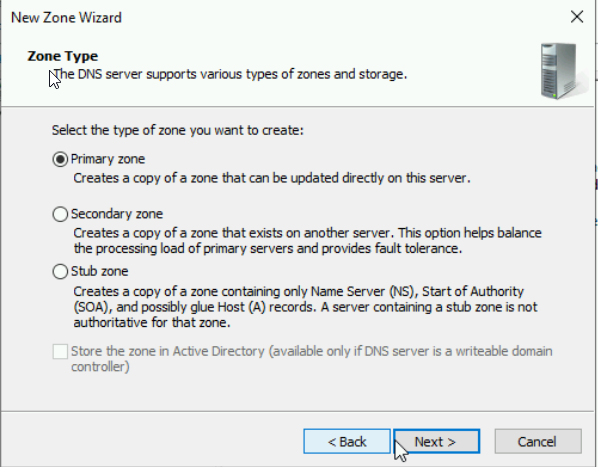 New Zone Wizard
Zone Type
The DNS server supports various types of zones and storage.
Select the type of zone you want to create:
Primary zone
Creates a copy of a zone that can be updated directly on this server.
Secondary zone
Creates a copy of a zone that exists on another server. This option helps balance
the processing load of primary servers and provides fault tolerance.
Stub zone
Creates a copy of a zone containing only Name Server (NS), Start of Authority
(SOA), and possibly glue Host (A) records. A server containing a stub zone is not
authoritative for that zone.
Store the zone in Active Directory (available only if DNS server is a writeable domain
controller)
< Back Next > Cancel